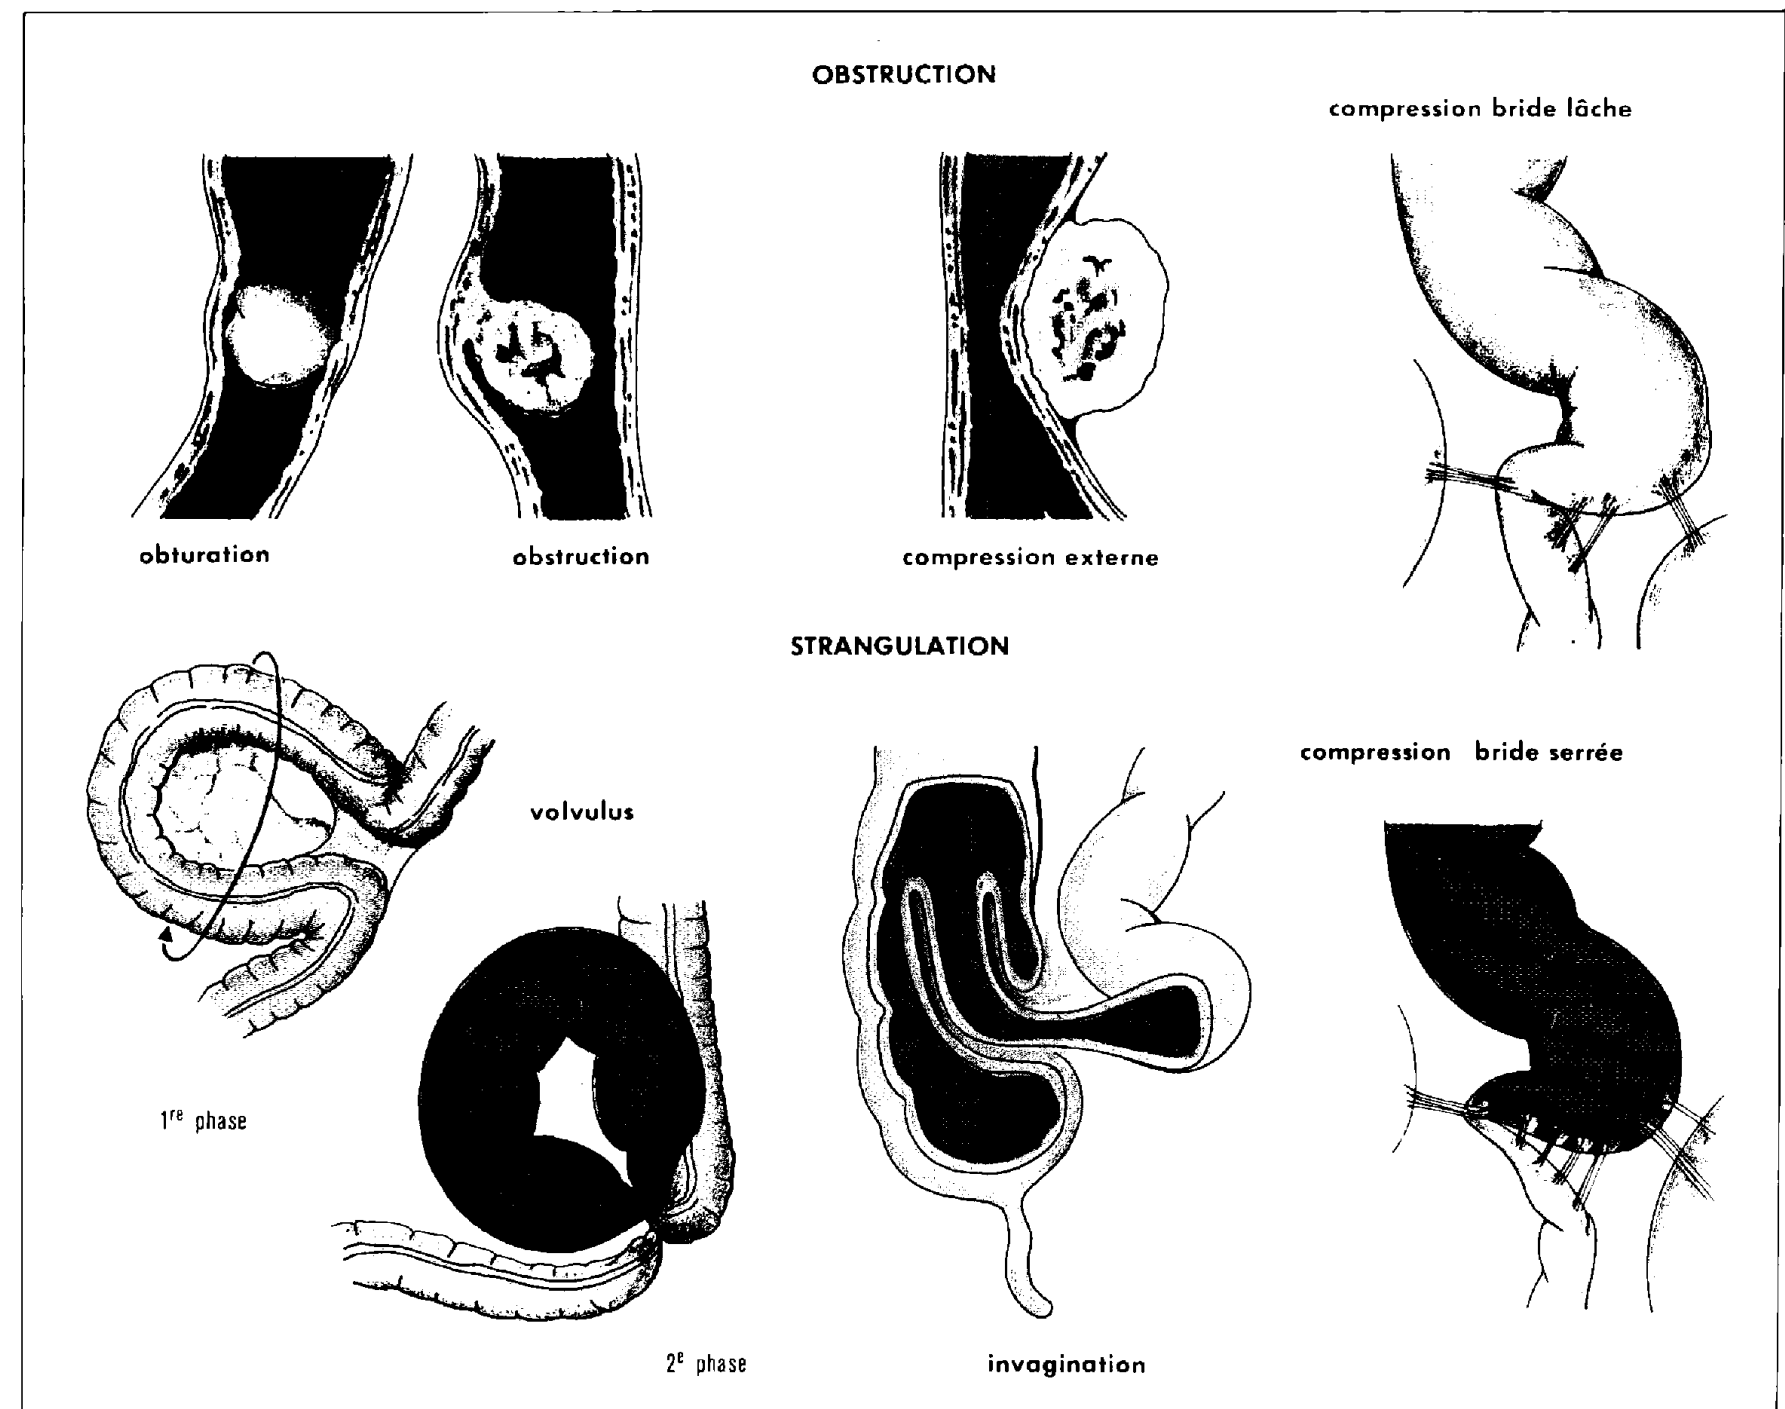 OBSTRUCTION
compression bride lâche
obturation
obstruction
compression externe
STRANGULATION
volvulus
compression bride serrée
1re phase
2e phase
invagination